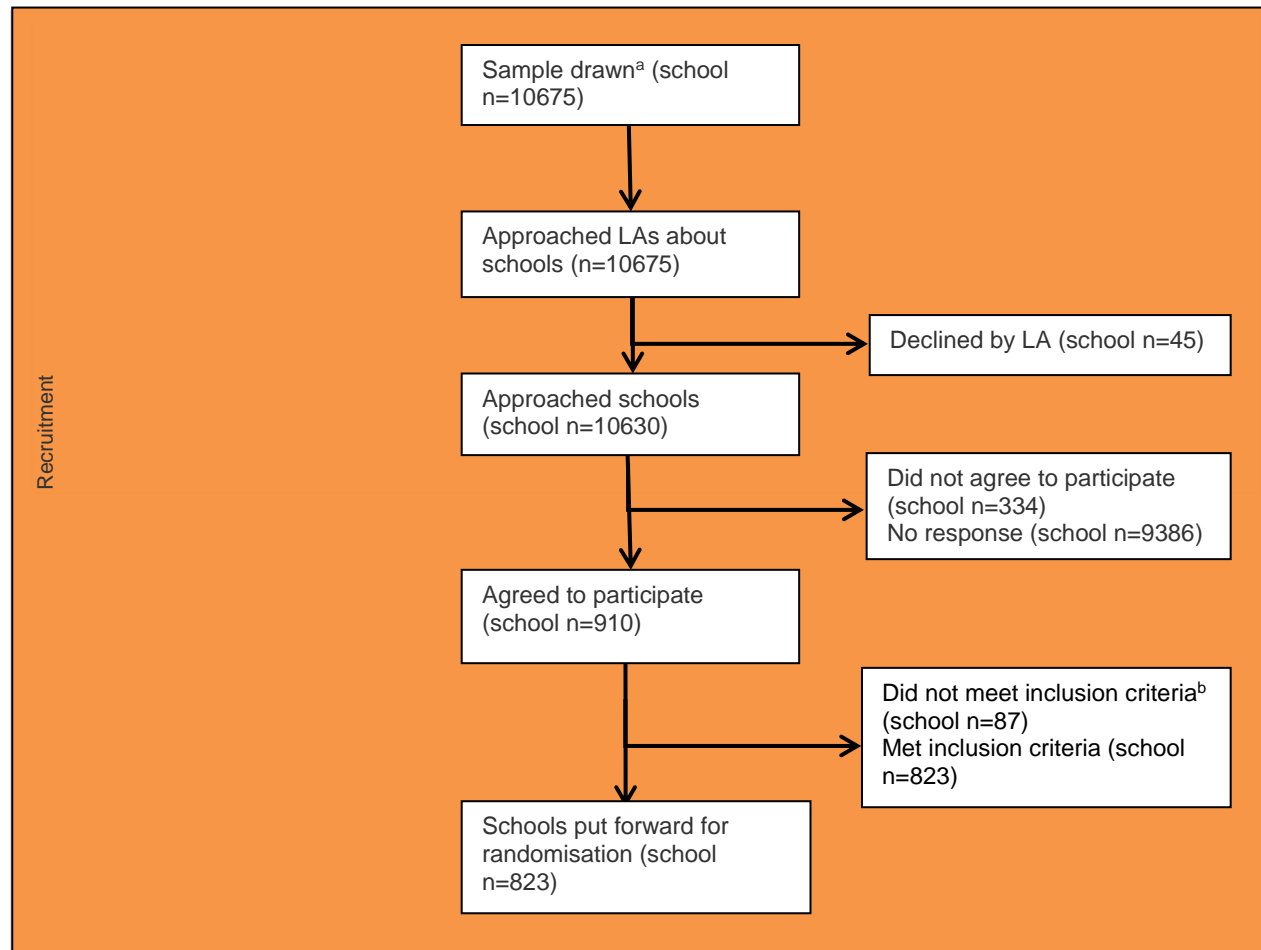 Sample drawnᵃ (school
n=10675)
Approached LAs about
schools (n=10675)
Declined by LA (school n=45)
Approached schools
(school n=10630)
Recruitment
Did not agree to participate
(school n=334)
No response (school n=9386)
Agreed to participate
(school n=910)
Did not meet inclusion criteriaᵇ
(school n=87)
Met inclusion criteria (school
n=823)
Schools put forward for
randomisation (school
n=823)